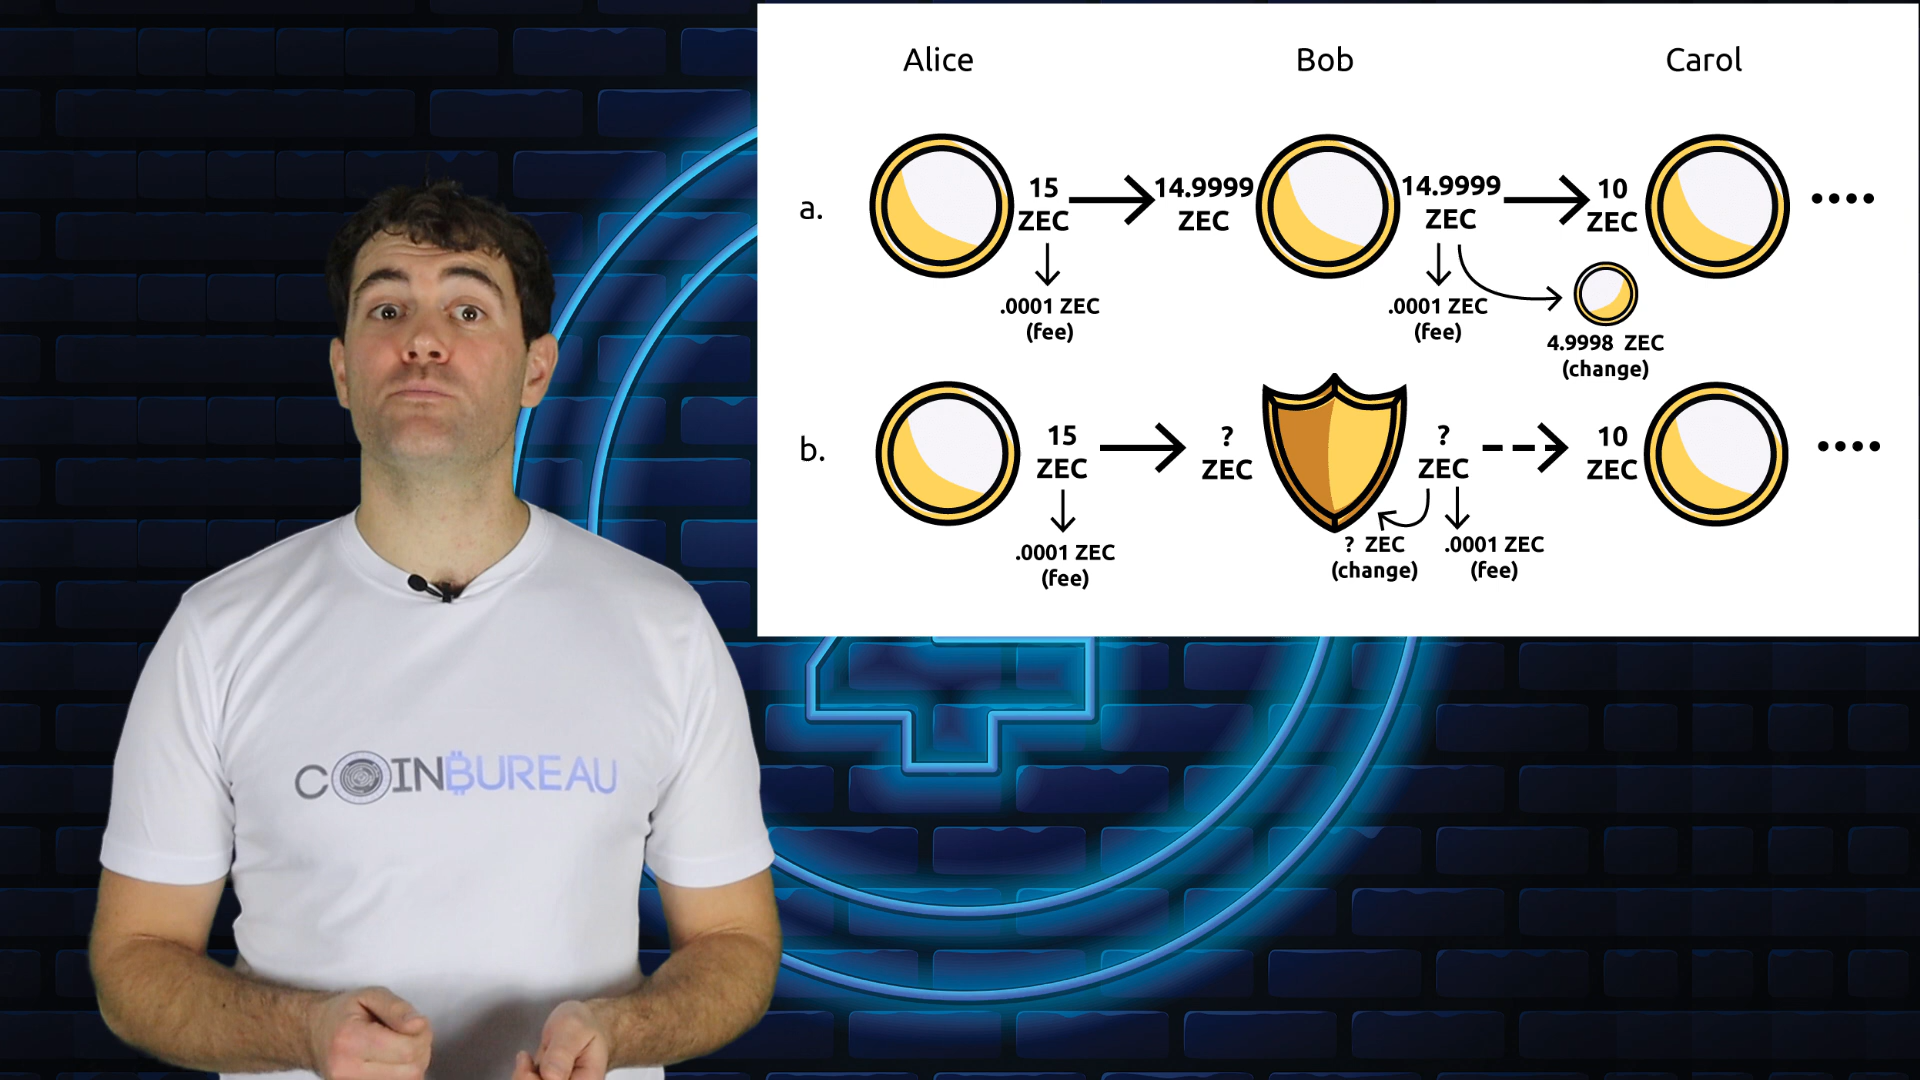 Alice Bob Carol
a.
15
ZEC
14.9999
ZEC
14.9999
ZEC
10
ZEC
.0001 ZEC
(fee)
.0001 ZEC
(fee)
4.9998 ZEC
(change)
b.
15
ZEC
?
ZEC
?
ZEC
10
ZEC
.0001 ZEC
(fee)
? ZEC
(change)
.0001 ZEC
(fee)
COINBUREAU